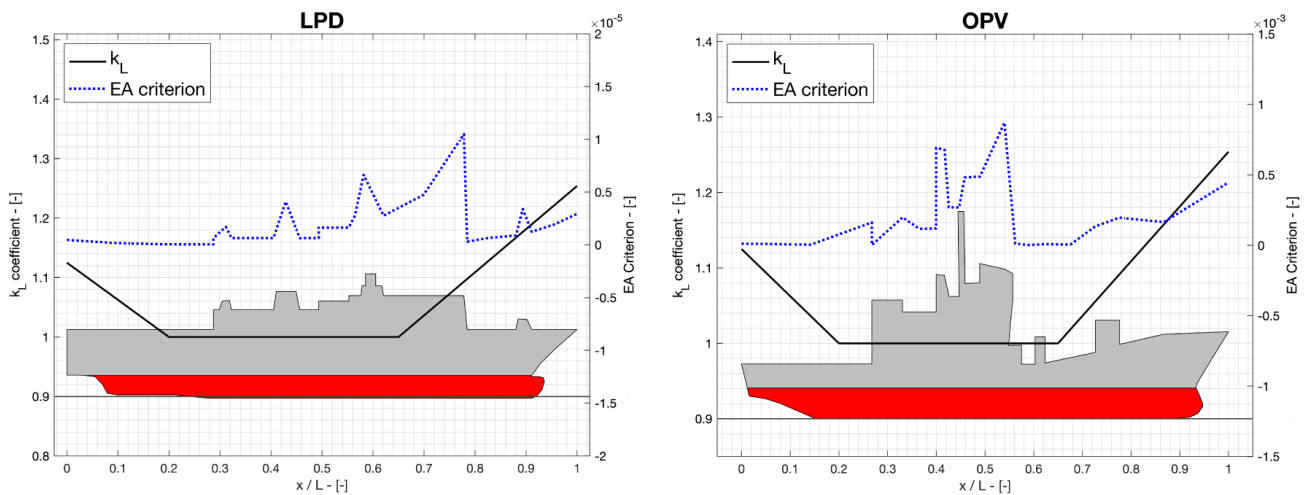 LPD
×10⁻⁵
1.5
1.4
1.3
1.2
1.1
1
0.9
0.8
k_L coefficient - [-]
k_L
EA criterion
2
1.5
1
0.5
0
-0.5
-1
-1.5
-2
EA Criterion - [-]
0 0.1 0.2 0.3 0.4 0.5 0.6 0.7 0.8 0.9 1
x / L - [-]
OPV
×10⁻³
1.4
1.3
1.2
1.1
1
0.9
k_L coefficient - [-]
k_L
EA criterion
1.5
1
0.5
0
-0.5
-1
-1.5
EA Criterion - [-]
0 0.1 0.2 0.3 0.4 0.5 0.6 0.7 0.8 0.9 1
x / L - [-]